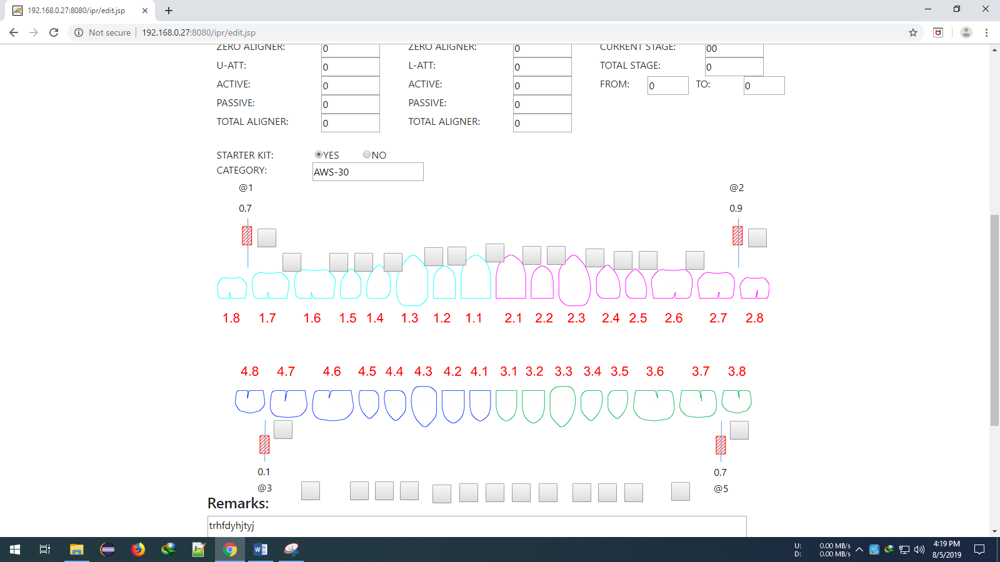 192.168.0.27:8080/ipr/edit.jsp
Not secure | 192.168.0.27:8080/ipr/edit.jsp
ZERO ALIGNER: 0 ZERO ALIGNER: 0 CURRENT STAGE: 00
U-ATT: 0 L-ATT: 0 TOTAL STAGE: 0
ACTIVE: 0 ACTIVE: 0 FROM: 0 TO: 0
PASSIVE: 0 PASSIVE: 0
TOTAL ALIGNER: 0 TOTAL ALIGNER: 0
STARTER KIT: YES NO
CATEGORY: AWS-30
@1 @2
0.7 0.9
1.8 1.7 1.6 1.5 1.4 1.3 1.2 1.1 2.1 2.2 2.3 2.4 2.5 2.6 2.7 2.8
4.8 4.7 4.6 4.5 4.4 4.3 4.2 4.1 3.1 3.2 3.3 3.4 3.5 3.6 3.7 3.8
0.1 0.7
@3 @5
Remarks:
trhfdyhjtyj
U: 0.00 MB/s
D: 0.00 MB/s
4:19 PM
8/5/2019